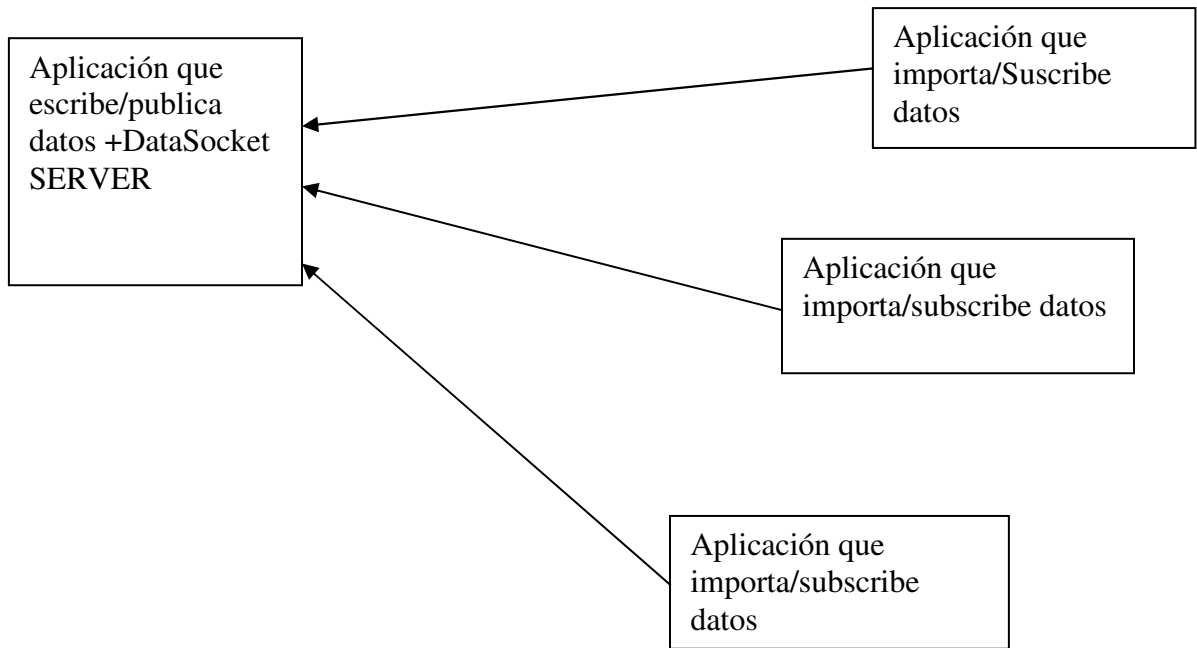 Aplicación que
escribe/publica
datos +DataSocket
SERVER
Aplicación que
importa/Suscribe
datos
Aplicación que
importa/subscribe datos
Aplicación que
importa/subscribe
datos